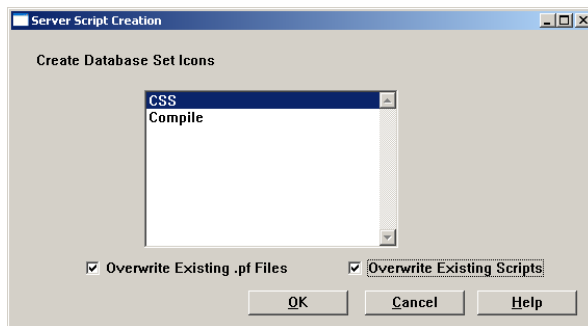 Server Script Creation
Create Database Set Icons
CSS
Compile
Overwrite Existing .pf Files Overwrite Existing Scripts
OK Cancel Help